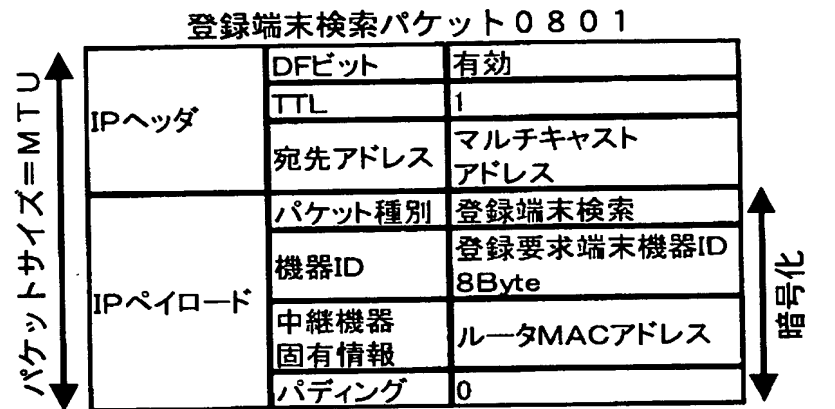 登録端末検索パケット０８０１
パケットサイズ＝ＭＴＵ
IPヘッダ
DFビット
有効
TTL
1
宛先アドレス
マルチキャスト
アドレス
IPペイロード
パケット種別
登録端末検索
機器ID
登録要求端末機器ID
8Byte
中継機器
固有情報
ルータMACアドレス
パディング
0
暗号化